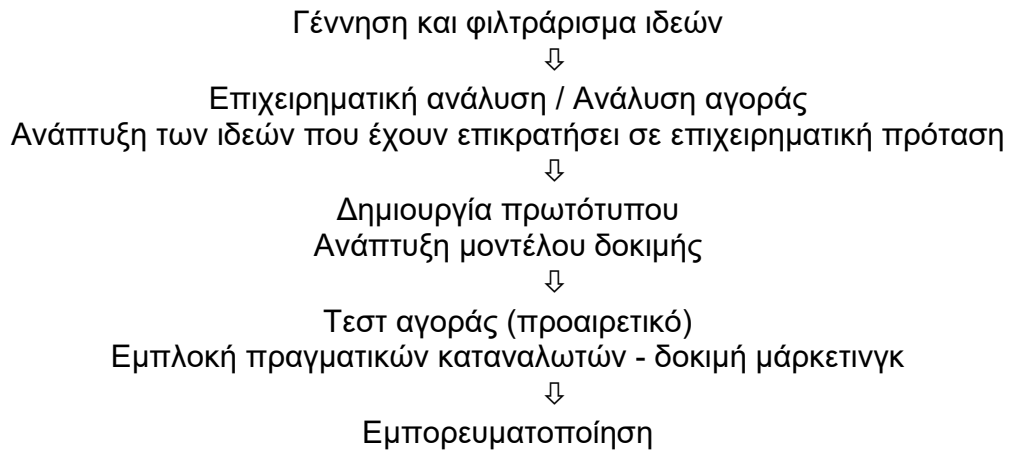 Γέννηση και φιλτράρισμα ιδεών
⇩
Επιχειρηματική ανάλυση / Ανάλυση αγοράς
Ανάπτυξη των ιδεών που έχουν επικρατήσει σε επιχειρηματική πρόταση
⇩
Δημιουργία πρωτότυπου
Ανάπτυξη μοντέλου δοκιμής
⇩
Τεστ αγοράς (προαιρετικό)
Εμπλοκή πραγματικών καταναλωτών - δοκιμή μάρκετινγκ
⇩
Εμπορευματοποίηση